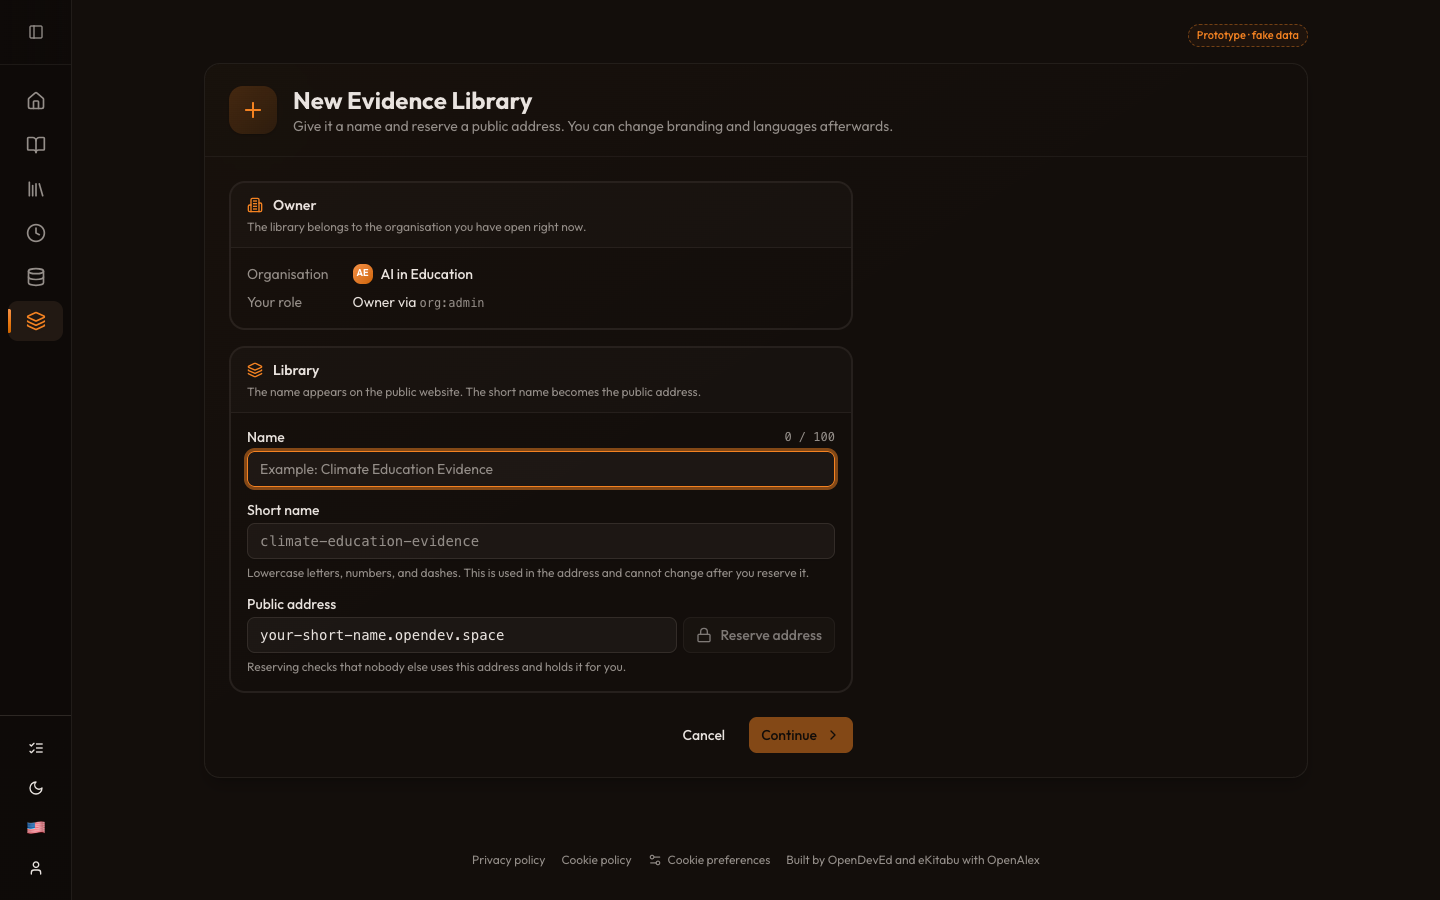 Prototype · fake data
New Evidence Library
Give it a name and reserve a public address. You can change branding and languages afterwards.
Owner
The library belongs to the organisation you have open right now.
Organisation AE AI in Education
Your role Owner via org:admin
Library
The name appears on the public website. The short name becomes the public address.
Name 0 / 100
Example: Climate Education Evidence
Short name
climate-education-evidence
Lowercase letters, numbers, and dashes. This is used in the address and cannot change after you reserve it.
Public address
your-short-name.opendev.space Reserve address
Reserving checks that nobody else uses this address and holds it for you.
Cancel Continue
Privacy policy Cookie policy Cookie preferences Built by OpenDevEd and eKitabu with OpenAlex